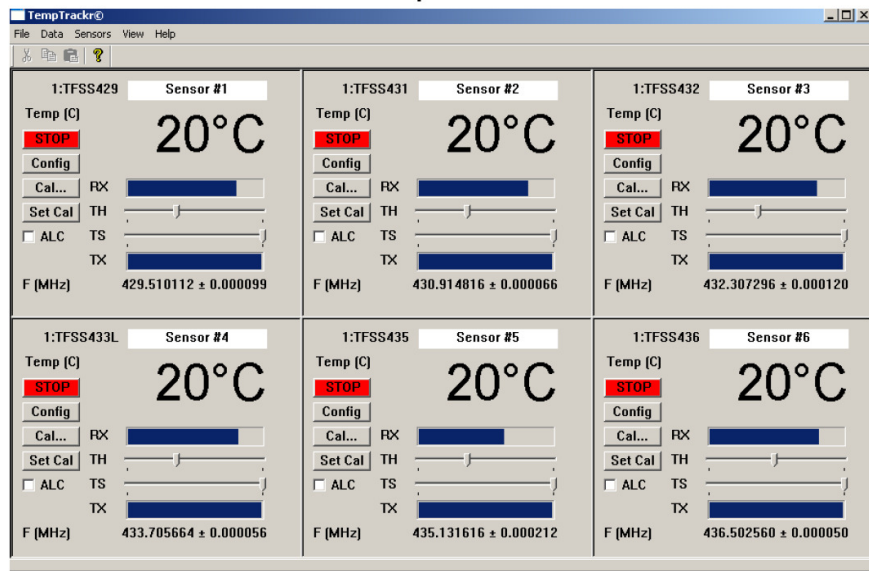 TempTrackr©
File Data Sensors View Help
1:TFSS429 Sensor #1
Temp (C)
20°C
STOP
Config
Cal... RX
Set Cal TH
ALC TS
TX
F (MHz) 429.510112 ± 0.000099
1:TFSS431 Sensor #2
Temp (C)
20°C
STOP
Config
Cal... RX
Set Cal TH
ALC TS
TX
F (MHz) 430.914816 ± 0.000066
1:TFSS432 Sensor #3
Temp (C)
20°C
STOP
Config
Cal... RX
Set Cal TH
ALC TS
TX
F (MHz) 432.307296 ± 0.000120
1:TFSS433L Sensor #4
Temp (C)
20°C
STOP
Config
Cal... RX
Set Cal TH
ALC TS
TX
F (MHz) 433.705664 ± 0.000056
1:TFSS435 Sensor #5
Temp (C)
20°C
STOP
Config
Cal... RX
Set Cal TH
ALC TS
TX
F (MHz) 435.131616 ± 0.000212
1:TFSS436 Sensor #6
Temp (C)
20°C
STOP
Config
Cal... RX
Set Cal TH
ALC TS
TX
F (MHz) 436.502560 ± 0.000050